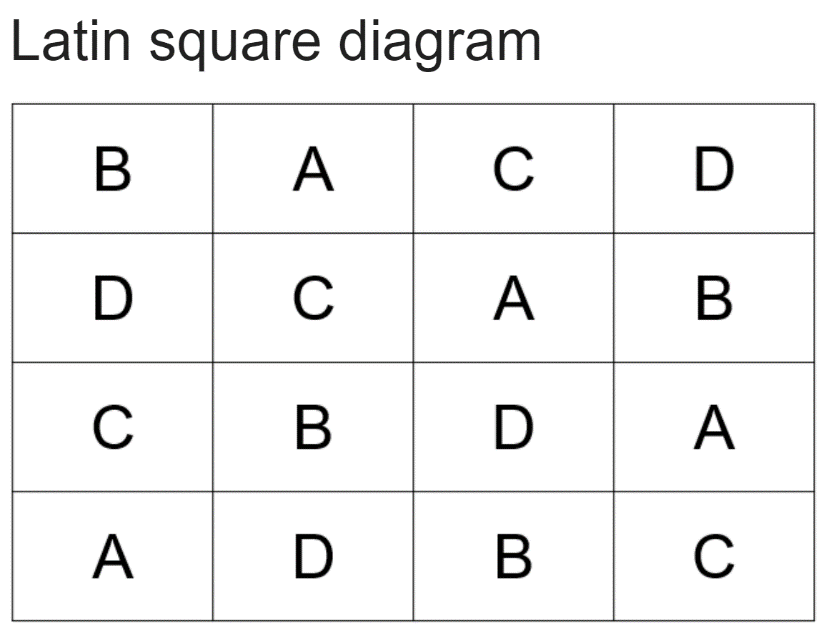 Latin square diagram
B A C D
D C A B
C B D A
A D B C